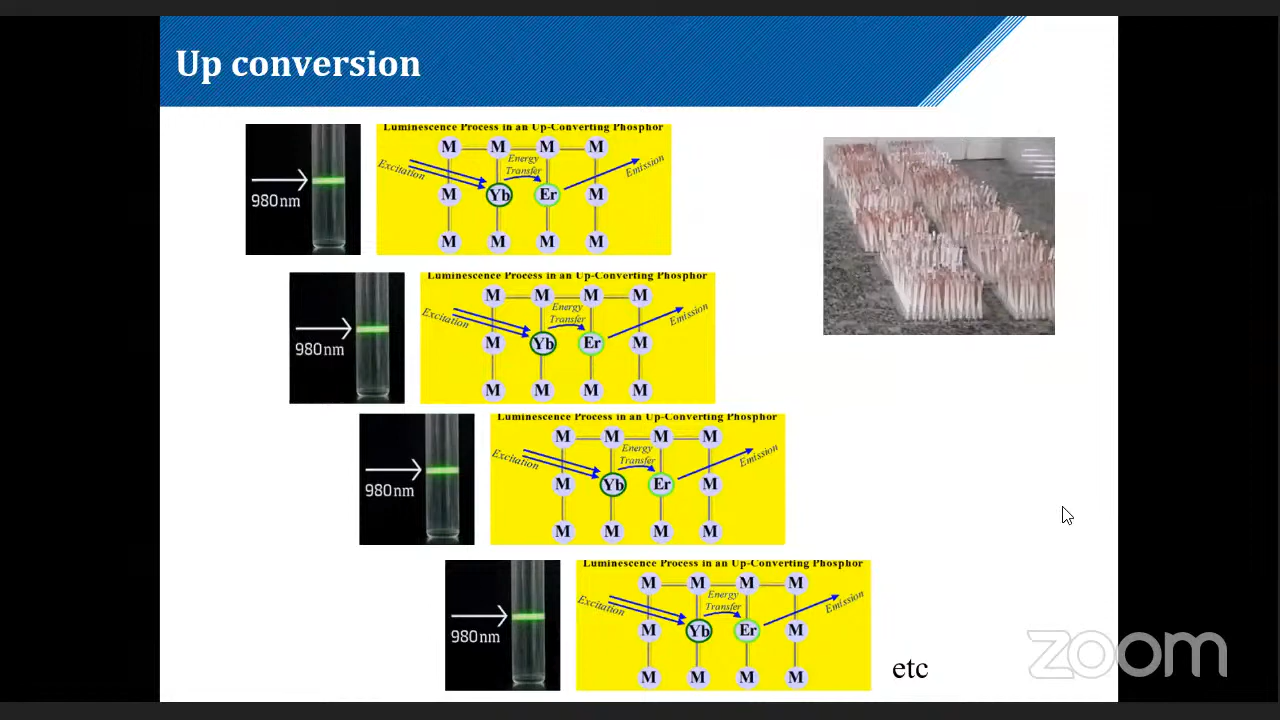 Up conversion
Luminescence Process in an Up-Converting Phosphor
M M M M
Excitation
Energy
Transfer
Emission
980nm
M Yb Er M
M M M M
Luminescence Process in an Up-Converting Phosphor
M M M M
Excitation
Energy
Transfer
Emission
980nm
M Yb Er M
M M M M
Luminescence Process in an Up-Converting Phosphor
M M M M
Excitation
Energy
Transfer
Emission
980nm
M Yb Er M
M M M M
Luminescence Process in an Up-Converting Phosphor
M M M M
Excitation
Energy
Transfer
Emission
980nm
M Yb Er M
M M M M
etc
zoom